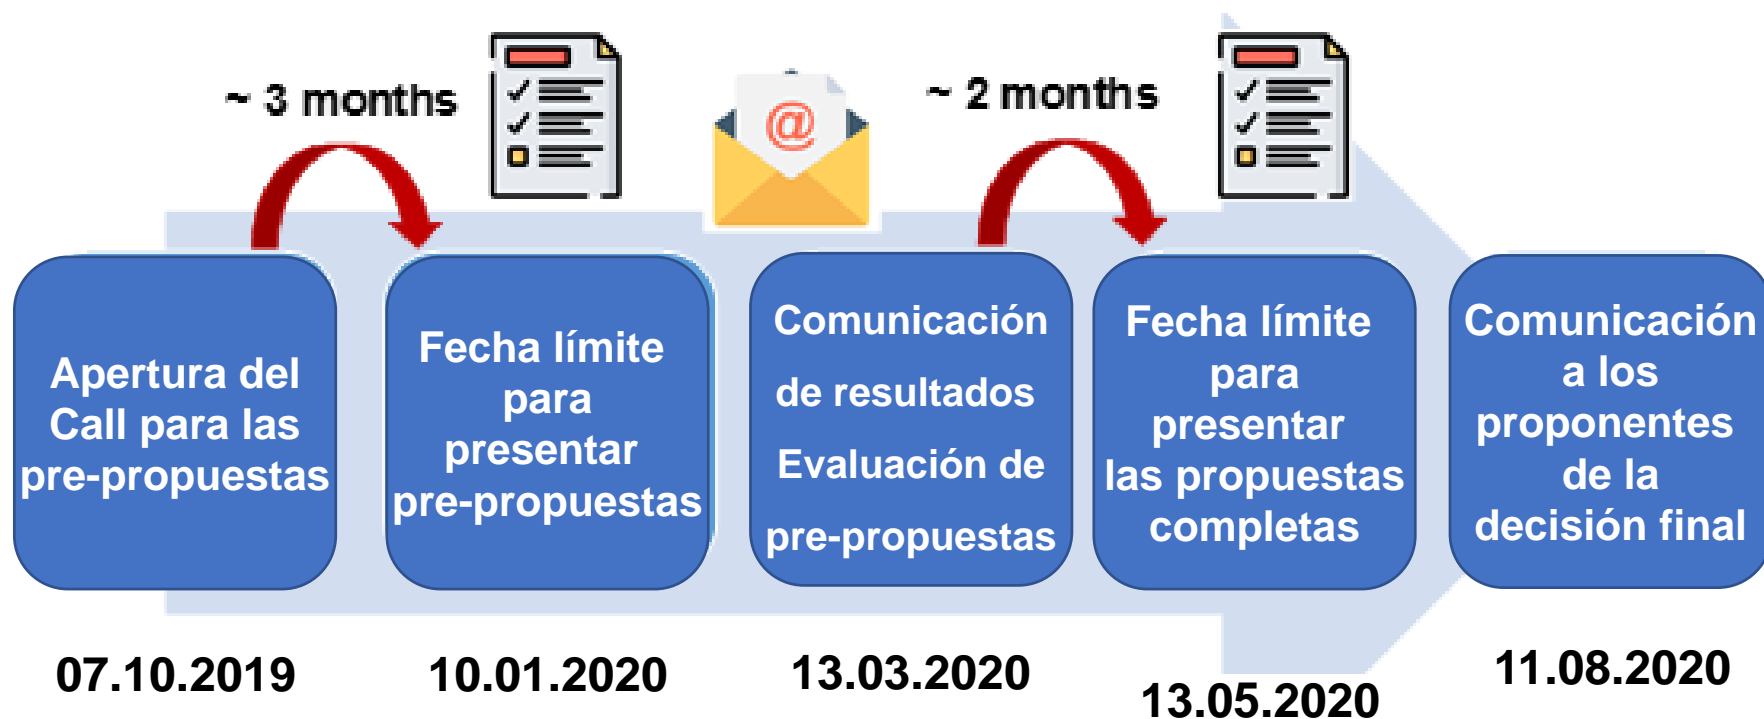 ~ 3 months
~ 2 months
@
Apertura del
Call para las
pre-propuestas
Fecha límite
para
presentar
pre-propuestas
Comunicación
de resultados
Evaluación de
pre-propuestas
Fecha límite
para
presentar
las propuestas
completas
Comunicación
a los
proponentes
de la
decisión final
07.10.2019
10.01.2020
13.03.2020
13.05.2020
11.08.2020